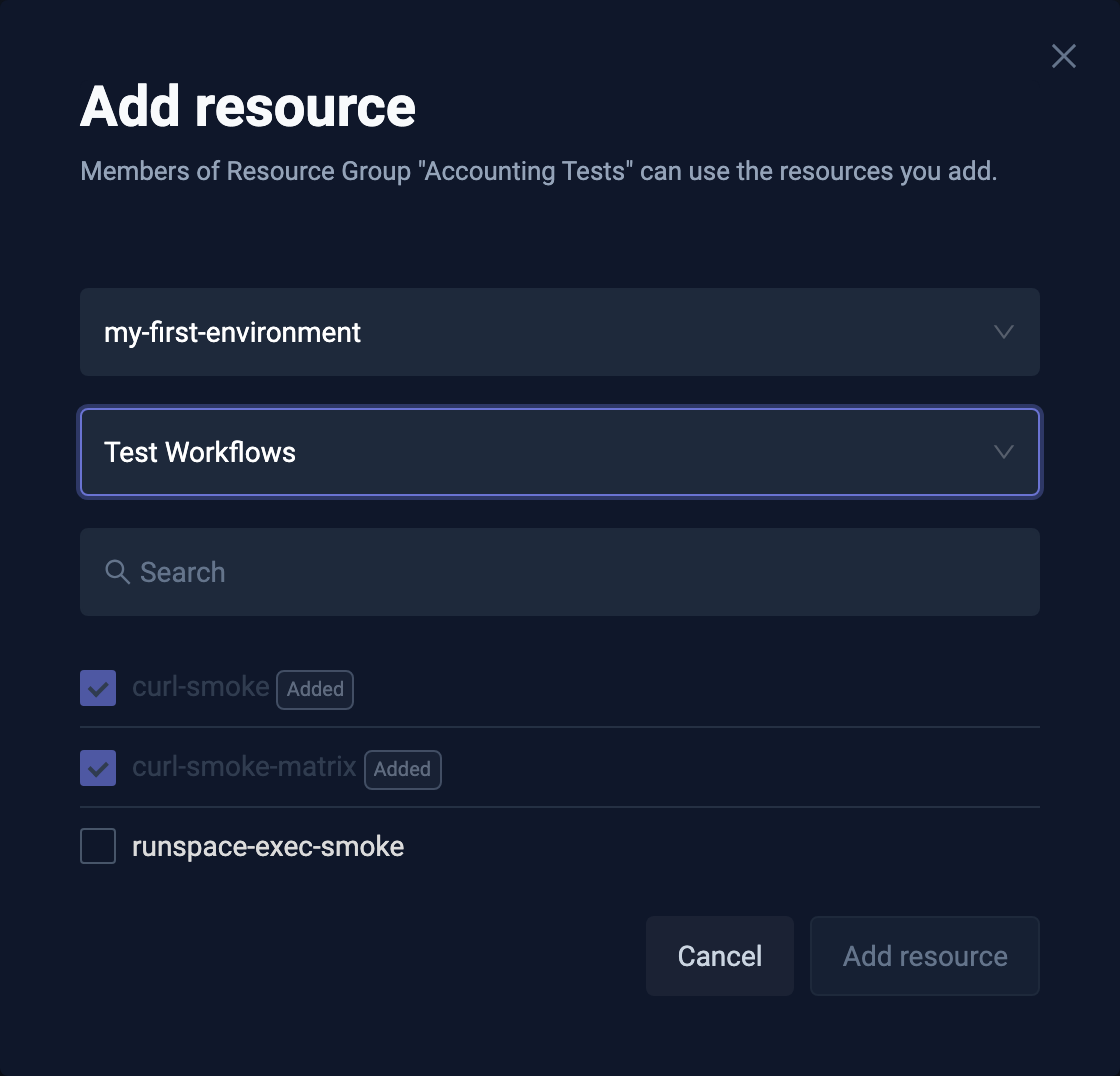 Add resource
Members of Resource Group "Accounting Tests" can use the resources you add.
my-first-environment
Test Workflows
Search
curl-smoke Added
curl-smoke-matrix Added
runspace-exec-smoke
Cancel Add resource